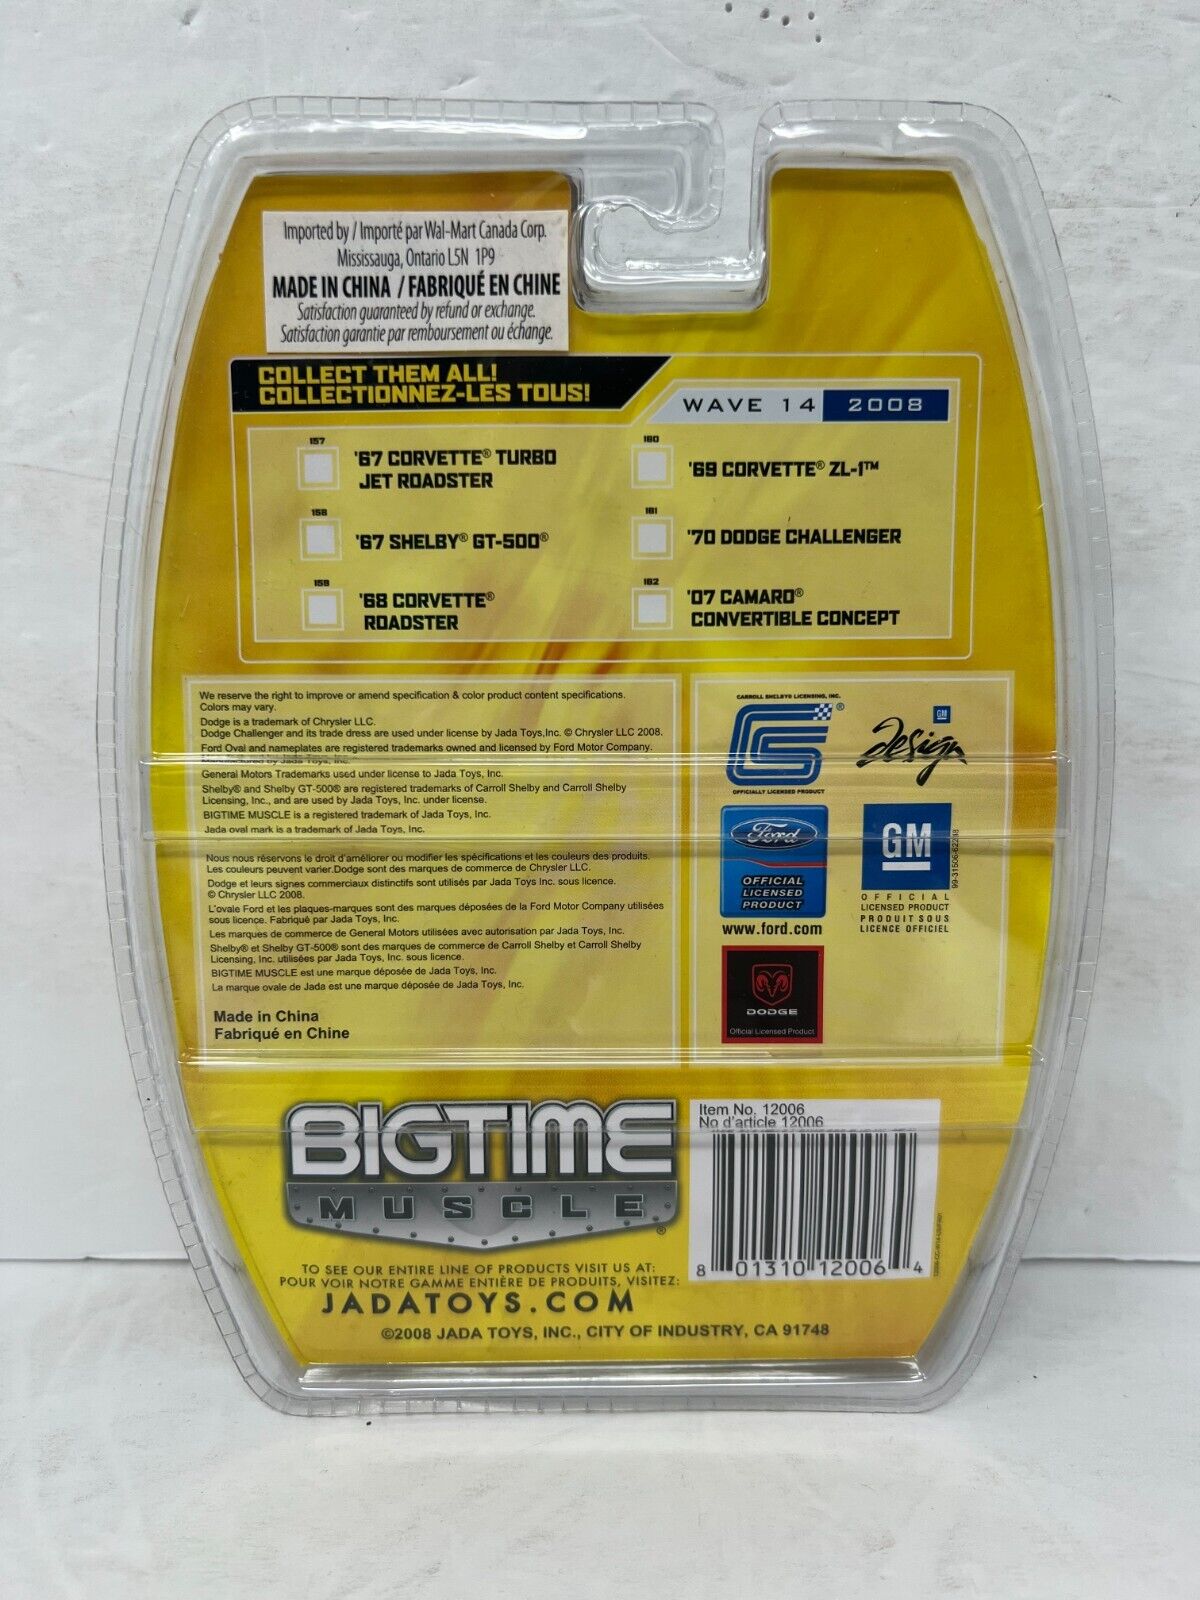 Imported by / Importé par Wal-Mart Canada Corp.
Mississauga, Ontario L5N 1P9
MADE IN CHINA / FABRIQUÉ EN CHINE
Satisfaction guaranteed by refund or exchange.
Satisfaction garantie par remboursement ou échange.
COLLECT THEM ALL!
COLLECTIONNEZ-LES TOUS!
WAVE 14 2008
157
'67 CORVETTE® TURBO
JET ROADSTER
158
'67 SHELBY® GT-500®
159
'68 CORVETTE®
ROADSTER
160
'69 CORVETTE® ZL-1™
161
'70 DODGE CHALLENGER
162
'07 CAMARO®
CONVERTIBLE CONCEPT
We reserve the right to improve or amend specification & color product content specifications.
Colors may vary.
Dodge is a trademark of Chrysler LLC.
Dodge Challenger and its trade dress are used under license by Jada Toys,Inc. © Chrysler LLC 2008.
Ford Oval and nameplates are registered trademarks owned and licensed by Ford Motor Company.
Manufactured by Jada Toys, Inc.
General Motors Trademarks used under license to Jada Toys, Inc.
Shelby® and Shelby GT-500® are registered trademarks of Carroll Shelby and Carroll Shelby
Licensing, Inc., and are used by Jada Toys, Inc. under license.
BIGTIME MUSCLE is a registered trademark of Jada Toys, Inc.
Jada oval mark is a trademark of Jada Toys, Inc.
Nous nous réservons le droit d'améliorer ou modifier les spécifications et les couleurs des produits.
Les couleurs peuvent varier.Dodge sont des marques de commerce de Chrysler LLC.
Dodge et leurs signes commerciaux distinctifs sont utilisés par Jada Toys Inc. sous licence.
© Chrysler LLC 2008.
L'ovale Ford et les plaques-marques sont des marques déposées de la Ford Motor Company utilisées
sous licence. Fabriqué par Jada Toys, Inc.
Les marques de commerce de General Motors utilisées avec autorisation par Jada Toys, Inc.
Shelby® et Shelby GT-500® sont des marques de commerce de Carroll Shelby et Carroll Shelby
Licensing, Inc. utilisées par Jada Toys, Inc. sous licence.
BIGTIME MUSCLE est une marque déposée de Jada Toys, Inc.
La marque ovale de Jada est une marque déposée de Jada Toys, Inc.
Made in China
Fabriqué en Chine
CARROLL SHELBY LICENSING, INC.
CS®
OFFICIALLY LICENSED PRODUCT
GM
design
Ford
OFFICIAL
LICENSED
PRODUCT
www.ford.com
GM
OFFICIAL
LICENSED PRODUCT
PRODUIT SOUS
LICENCE OFFICIEL
DODGE
Official Licensed Product
BIGTIME
MUSCLE®
TO SEE OUR ENTIRE LINE OF PRODUCTS VISIT US AT:
POUR VOIR NOTRE GAMME ENTIÈRE DE PRODUITS, VISITEZ:
JADATOYS.COM
©2008 JADA TOYS, INC., CITY OF INDUSTRY, CA 91748
Item No. 12006
No d'article 12006
8 01310 12006 4